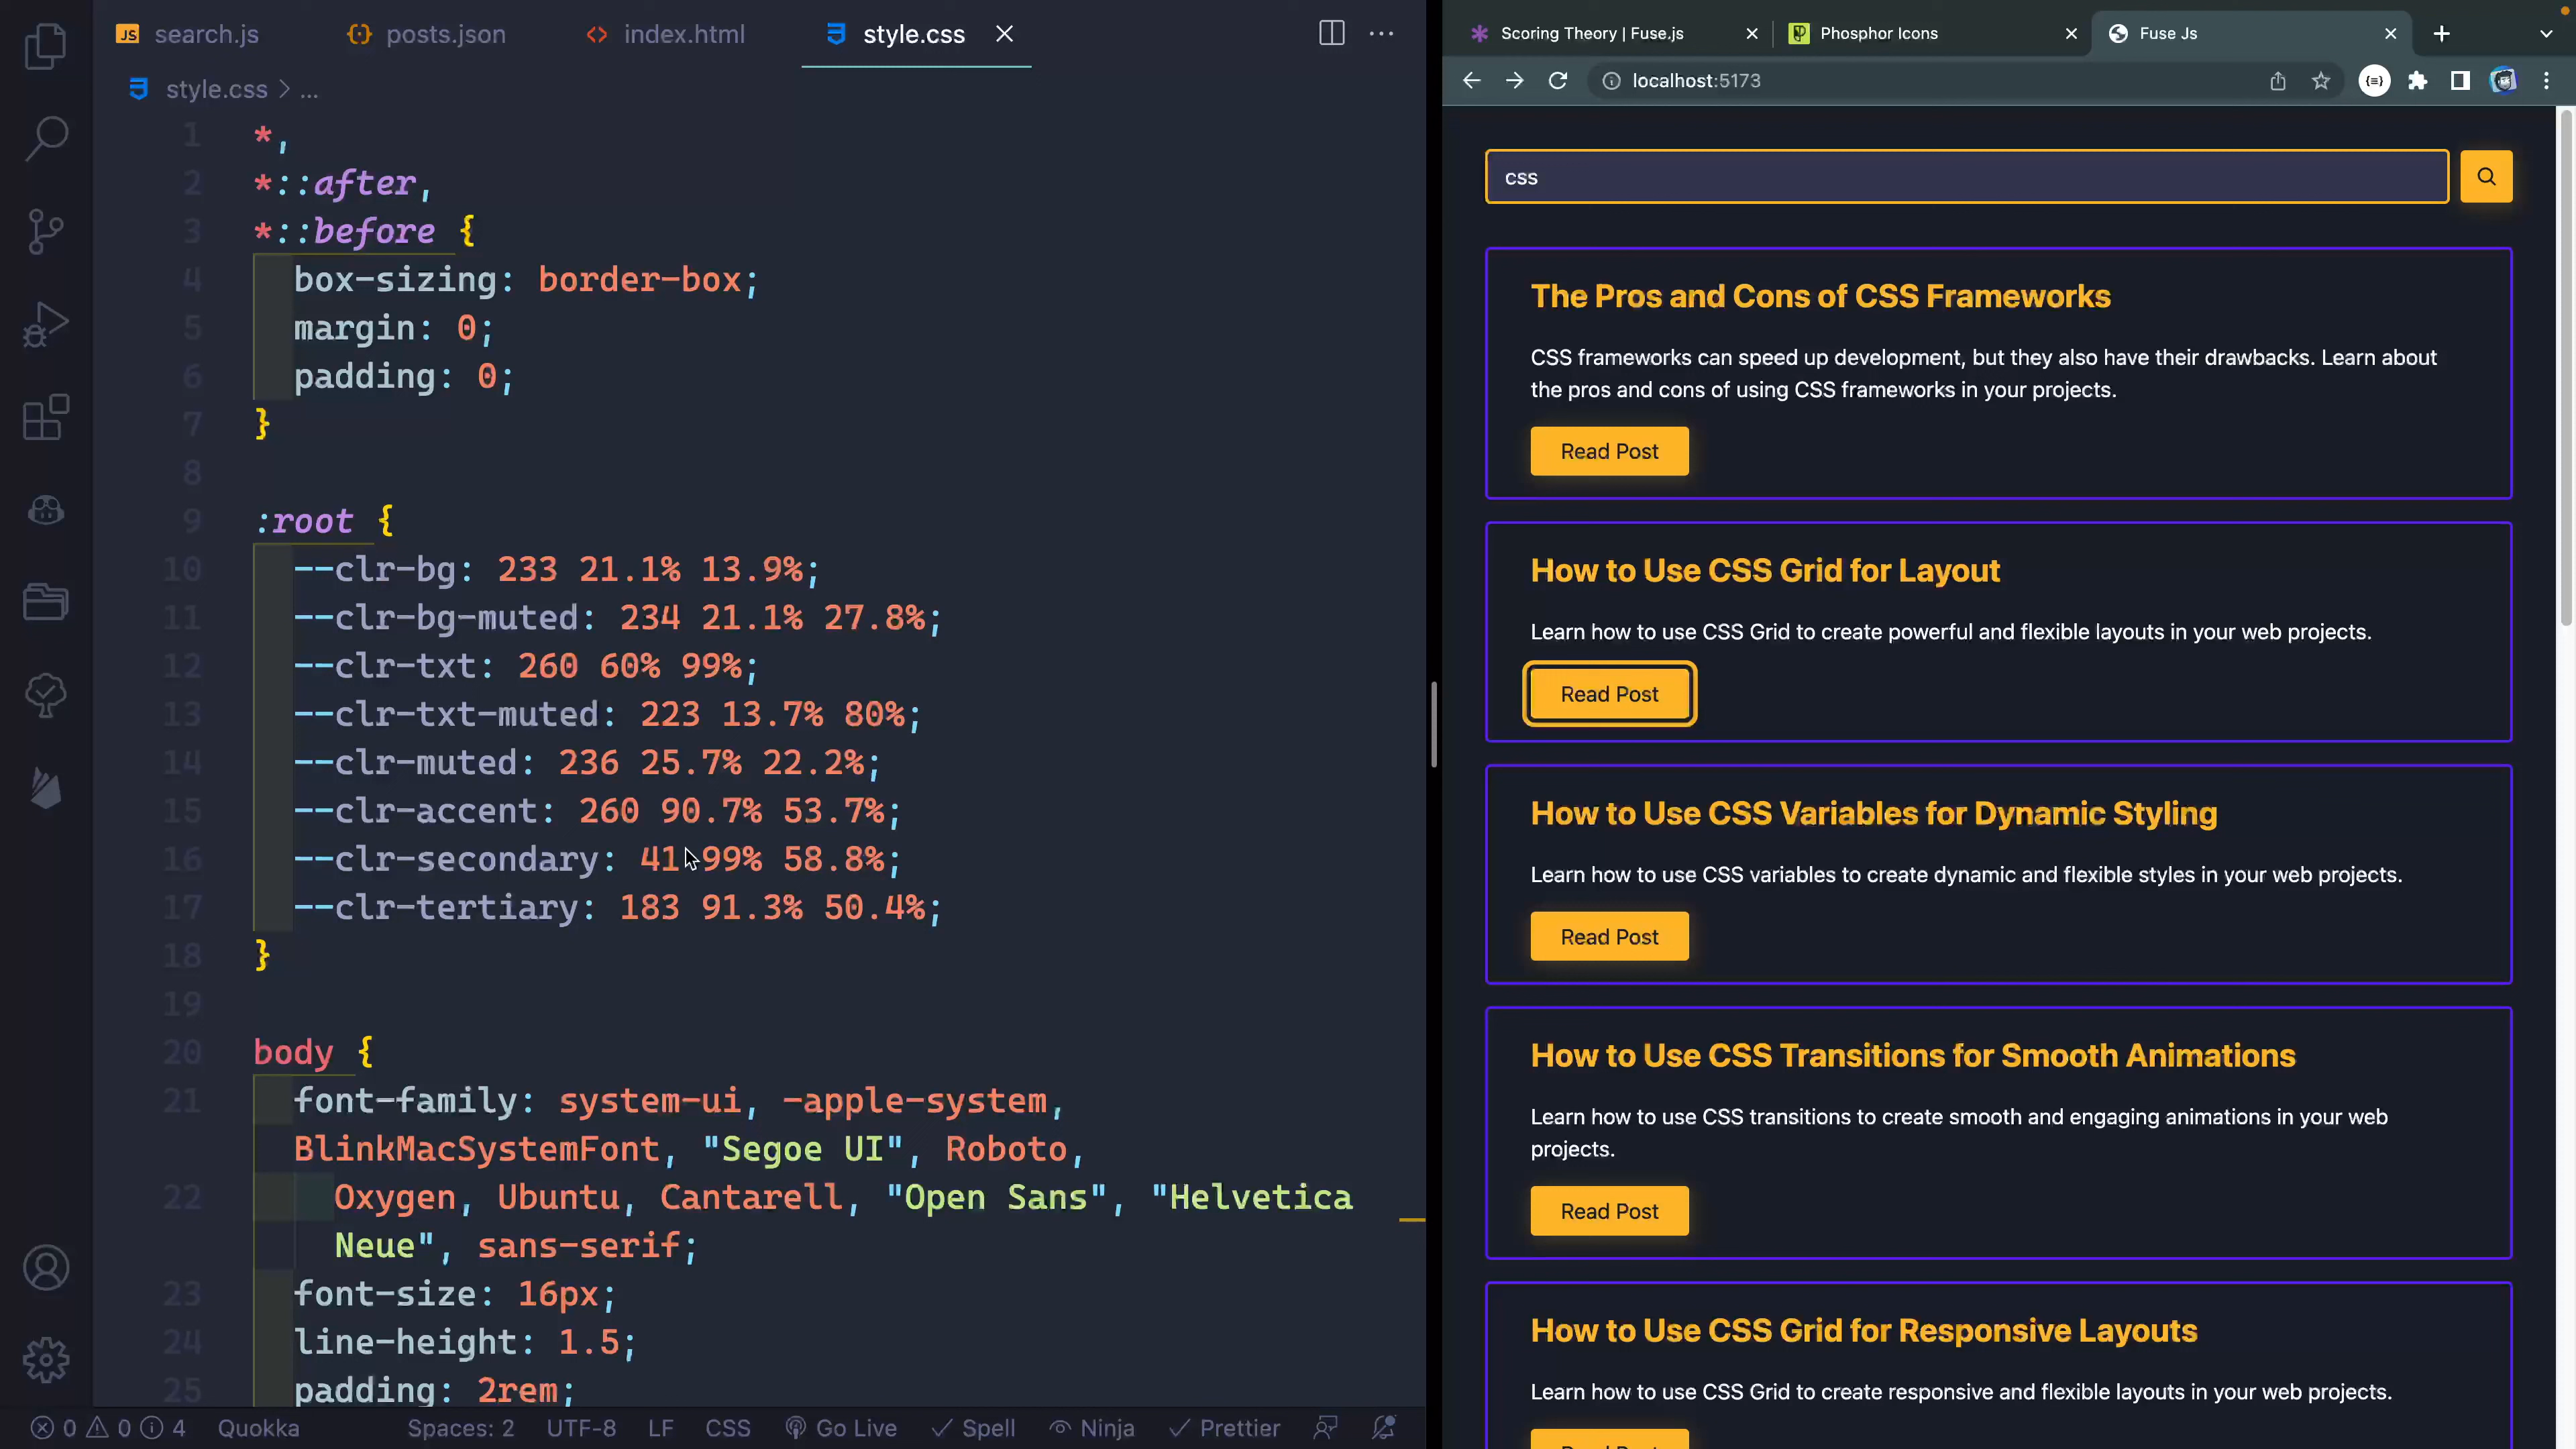 search.js
posts.json
index.html
style.css
style.css > ...
1 *,
2 *::after,
3 *::before {
4 box-sizing: border-box;
5 margin: 0;
6 padding: 0;
7 }
8
9 :root {
10 --clr-bg: 233 21.1% 13.9%;
11 --clr-bg-muted: 234 21.1% 27.8%;
12 --clr-txt: 260 60% 99%;
13 --clr-txt-muted: 223 13.7% 80%;
14 --clr-muted: 236 25.7% 22.2%;
15 --clr-accent: 260 90.7% 53.7%;
16 --clr-secondary: 41 99% 58.8%;
17 --clr-tertiary: 183 91.3% 50.4%;
18 }
19
20 body {
21 font-family: system-ui, -apple-system,
BlinkMacSystemFont, "Segoe UI", Roboto,
22 Oxygen, Ubuntu, Cantarell, "Open Sans", "Helvetica
Neue", sans-serif;
23 font-size: 16px;
24 line-height: 1.5;
25 padding: 2rem;
0 0 4 Quokka Spaces: 2 UTF-8 LF CSS Go Live Spell Ninja Prettier
Scoring Theory | Fuse.js
Phosphor Icons
Fuse Js
localhost:5173
css
The Pros and Cons of CSS Frameworks
CSS frameworks can speed up development, but they also have their drawbacks. Learn about
the pros and cons of using CSS frameworks in your projects.
Read Post
How to Use CSS Grid for Layout
Learn how to use CSS Grid to create powerful and flexible layouts in your web projects.
Read Post
How to Use CSS Variables for Dynamic Styling
Learn how to use CSS variables to create dynamic and flexible styles in your web projects.
Read Post
How to Use CSS Transitions for Smooth Animations
Learn how to use CSS transitions to create smooth and engaging animations in your web
projects.
Read Post
How to Use CSS Grid for Responsive Layouts
Learn how to use CSS Grid to create responsive and flexible layouts in your web projects.